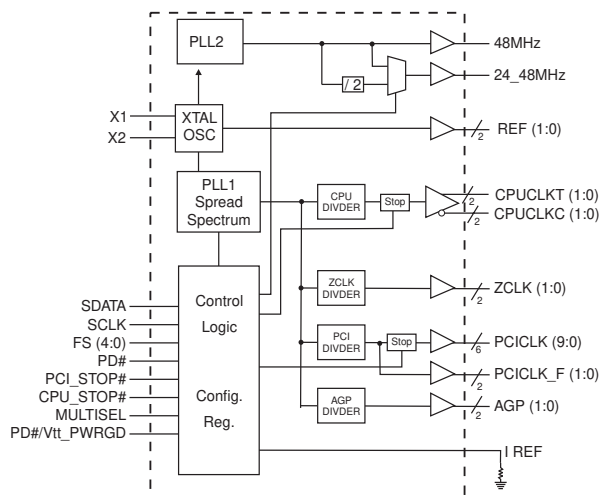 PLL2
48MHz
24_48MHz
/ 2
X1
X2
XTAL
OSC
REF (1:0)
2
PLL1
Spread
Spectrum
CPU
DIVDER
Stop
CPUCLKT (1:0)
2
CPUCLKC (1:0)
2
SDATA
SCLK
FS (4:0)
PD#
PCI_STOP#
CPU_STOP#
MULTISEL
PD#/Vtt_PWRGD
Control
Logic
Config.
Reg.
ZCLK
DIVDER
ZCLK (1:0)
2
PCI
DIVDER
Stop
PCICLK (9:0)
6
PCICLK_F (1:0)
2
AGP
DIVDER
AGP (1:0)
2
I REF